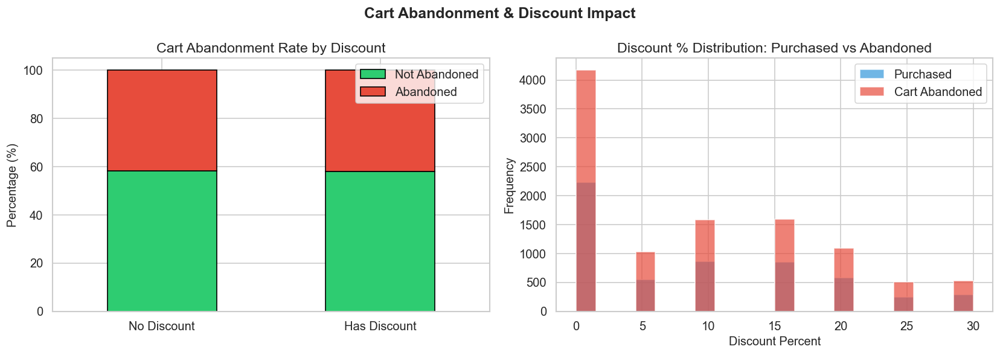 Cart Abandonment & Discount Impact
Cart Abandonment Rate by Discount
Not Abandoned
Abandoned
Percentage (%)
100
80
60
40
20
0
No Discount
Has Discount
Discount % Distribution: Purchased vs Abandoned
Purchased
Cart Abandoned
Frequency
4000
3500
3000
2500
2000
1500
1000
500
0
0 5 10 15 20 25 30
Discount Percent